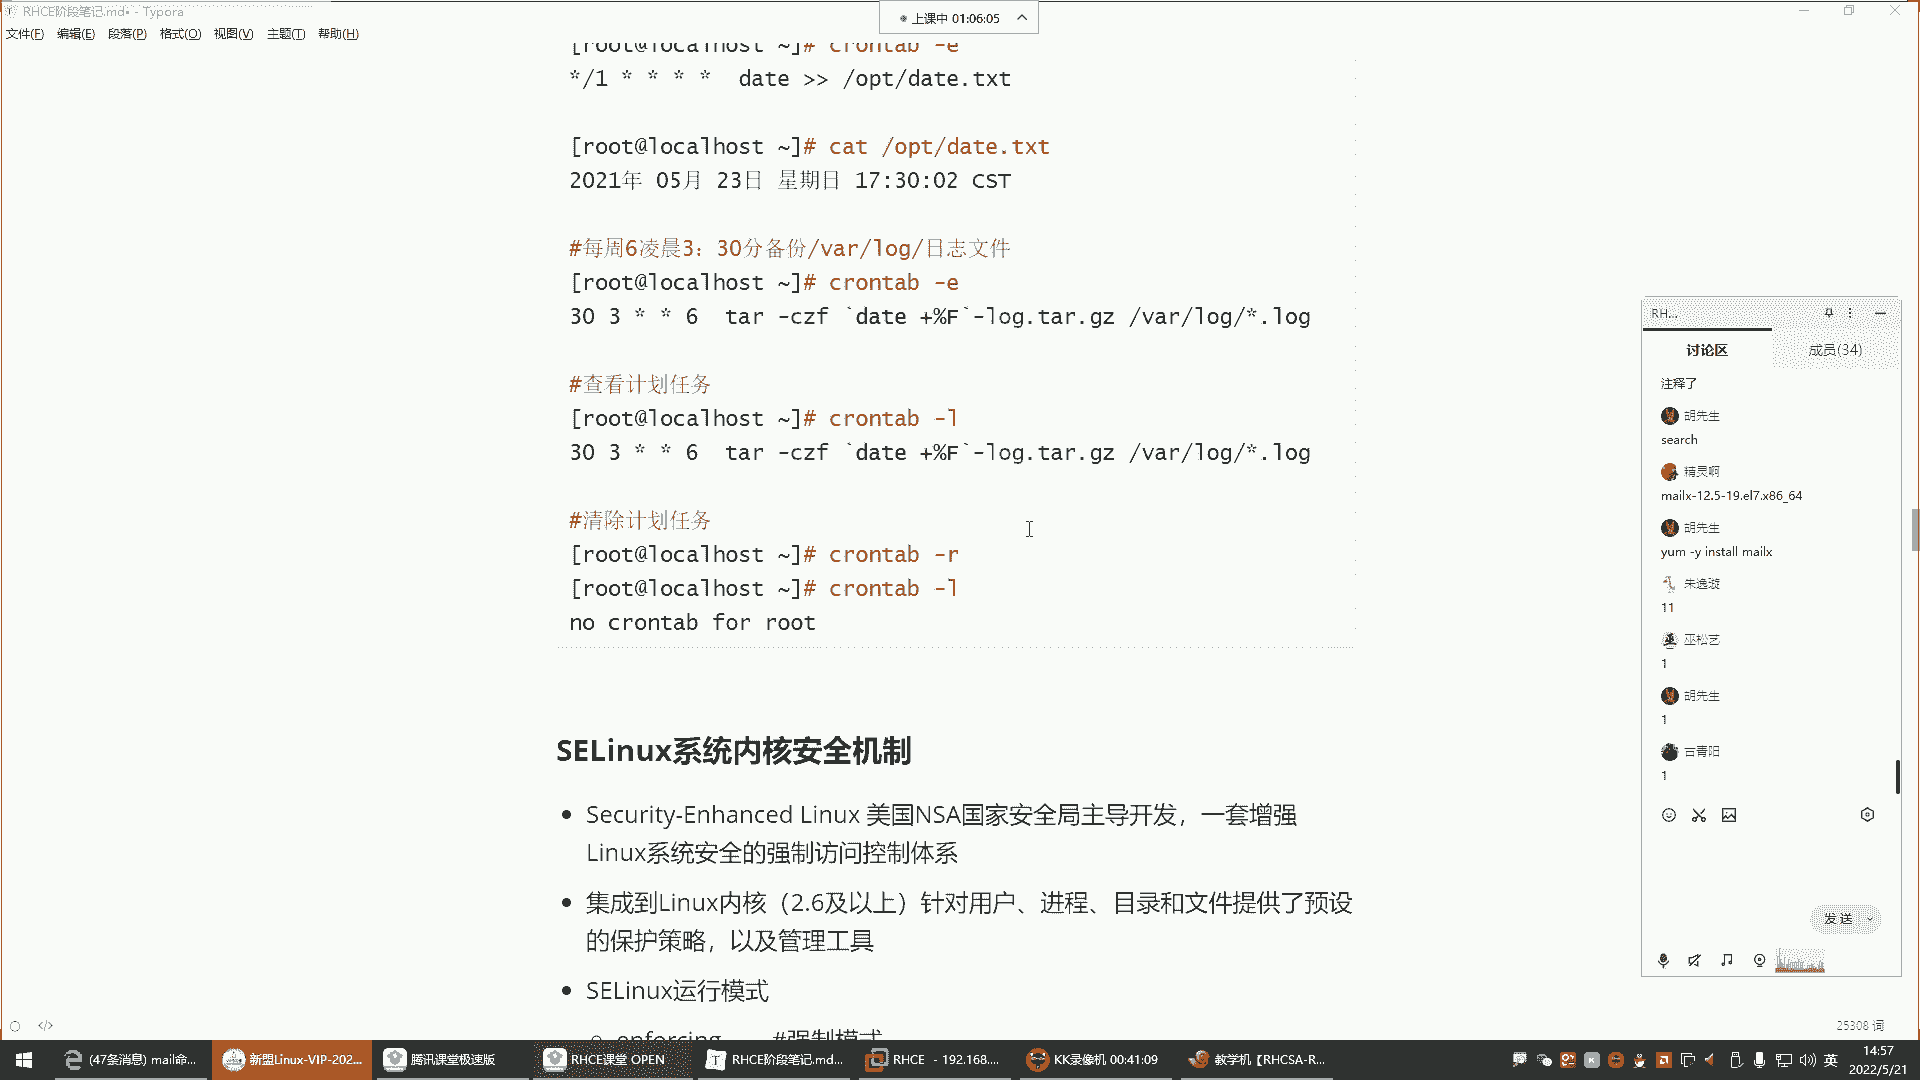 RHCE阶段笔记.md• - Typora
上课中 01:06:05
文件(F) 编辑(E) 段落(P) 格式(O) 视图(V) 主题(T) 帮助(H)
[root@localhost ~]# crontab -e
*/1 * * * *  date >> /opt/date.txt
[root@localhost ~]# cat /opt/date.txt
2021年 05月 23日 星期日 17:30:02 CST
#每周6凌晨3：30分备份/var/log/日志文件
[root@localhost ~]# crontab -e
30 3 * * 6  tar -czf `date +%F`-log.tar.gz /var/log/*.log
#查看计划任务
[root@localhost ~]# crontab -l
30 3 * * 6  tar -czf `date +%F`-log.tar.gz /var/log/*.log
#清除计划任务
[root@localhost ~]# crontab -r
[root@localhost ~]# crontab -l
no crontab for root
SELinux系统内核安全机制
Security-Enhanced Linux 美国NSA国家安全局主导开发，一套增强
Linux系统安全的强制访问控制体系
集成到Linux内核（2.6及以上）针对用户、进程、目录和文件提供了预设
的保护策略，以及管理工具
SELinux运行模式
enforcing #强制模式
RH...
讨论区 成员(34)
注释了
胡先生
search
精灵啊
mailx-12.5-19.el7.x86_64
胡先生
yum -y install mailx
朱逸璇
11
巫松艺
1
胡先生
1
古青阳
1
发送
25308 词
(47条消息) mail命...
新盟Linux-VIP-202...
腾讯课堂极速版
RHCE课堂 OPEN
RHCE阶段笔记.md...
RHCE - 192.168....
KK录像机 00:41:09
教学机【RHCSA-R...
英
14:57
2022/5/21